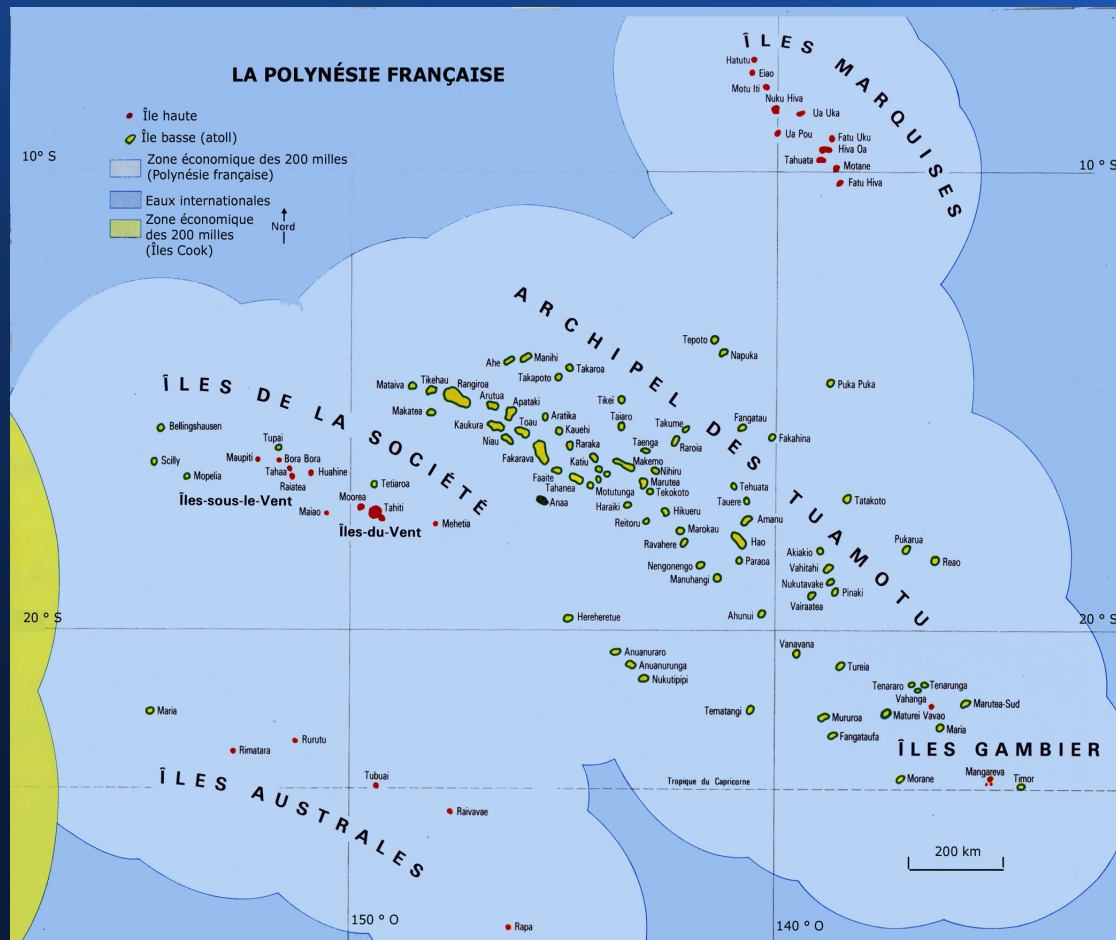 LA POLYNÉSIE FRANÇAISE
Île haute
Île basse (atoll)
Zone économique des 200 milles
(Polynésie française)
Eaux internationales
Zone économique
des 200 milles
(Îles Cook)
Nord
10° S
10° S
ÎLES MARQUISES
Hatutu
Eiao
Motu Iti
Nuku Hiva
Ua Uka
Ua Pou
Fatu Uku
Hiva Oa
Tahuata
Motane
Fatu Hiva
ARCHIPEL DES TUAMOTU
Tepoto
Napuka
Ahe
Manihi
Takaroa
Takapoto
Puka Puka
Mataiva
Tikehau
Rangiroa
Makatea
Arutua
Apataki
Kaukura
Niau
Toau
Aratika
Kauehi
Fakarava
Raraka
Katiu
Faaite
Tahanea
Anaa
Motutunga
Haraiki
Reitoru
Tikeï
Taiaro
Takume
Raroia
Taenga
Makemo
Nihiru
Marutea
Tekokoto
Hikueru
Marokau
Ravahere
Nengonengo
Manuhangi
Fangatau
Fakahina
Tehuata
Tauere
Amanu
Hao
Paraoa
Tatakoto
Pukarua
Reao
Akiakio
Vahitahi
Nukutavake
Pinaki
Vairaatea
Ahunui
Hereheretue
ÎLES DE LA SOCIÉTÉ
Bellingshausen
Scilly
Mopelia
Tupai
Maupiti
Bora Bora
Tahaa
Huahine
Raiatea
Îles-sous-le-Vent
Tetiaroa
Moorea
Tahiti
Maiao
Mehetia
Îles-du-Vent
20 ° S
20 ° S
Anuanuraro
Anuanurunga
Nukutipipi
Vanavana
Tureia
Tematangi
Tenararo
Tenarunga
Vahanga
Marutea-Sud
Mururoa
Maturei Vavao
Maria
Fangataufa
ÎLES GAMBIER
Morane
Mangareva
Timor
Tropique du Capricorne
Maria
Rimatara
Rurutu
ÎLES AUSTRALES
Tubuai
Raivavae
Rapa
200 km
150 ° O
140 ° O